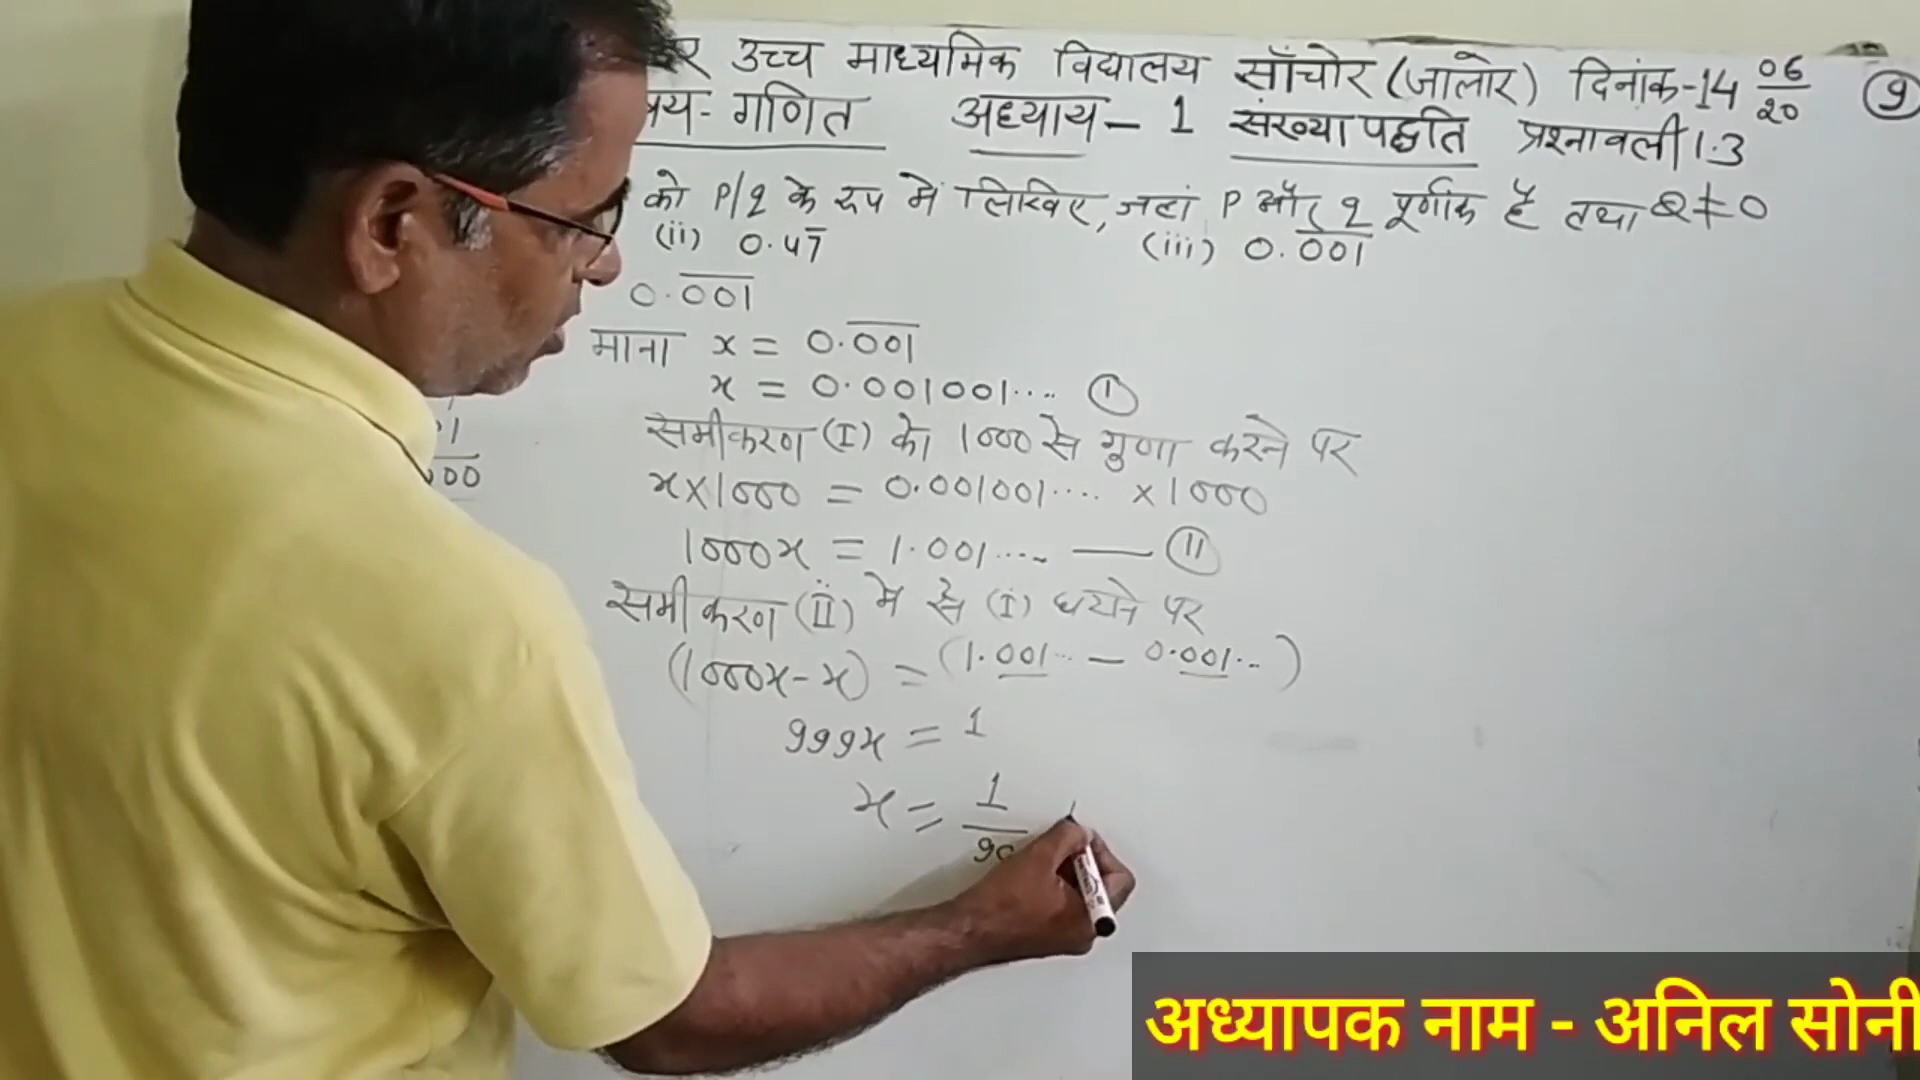 उच्च माध्यमिक विद्यालय साँचोर (जालोर) दिनांक-14 06/20 (9)
गणित अध्याय - 1 संख्या पद्धति प्रश्नावली 1.3
को P/q के रूप में लिखिए, जहां P और q पूर्णांक है तथा Q≠0
(ii) 0.47̅ (iii) 0.\overline{001}
0.\overline{001}
माना x = 0.\overline{001}
x = 0.001001.... (I)
समीकरण (I) को 1000 से गुणा करने पर
x×1000 = 0.001001.... ×1000
1000x = 1.001.... — (II)
समीकरण (II) में से (I) घटाने पर
(1000x-x) = (1.001... - 0.001...)
999x = 1
x = 1
अध्यापक नाम - अनिल सोनी